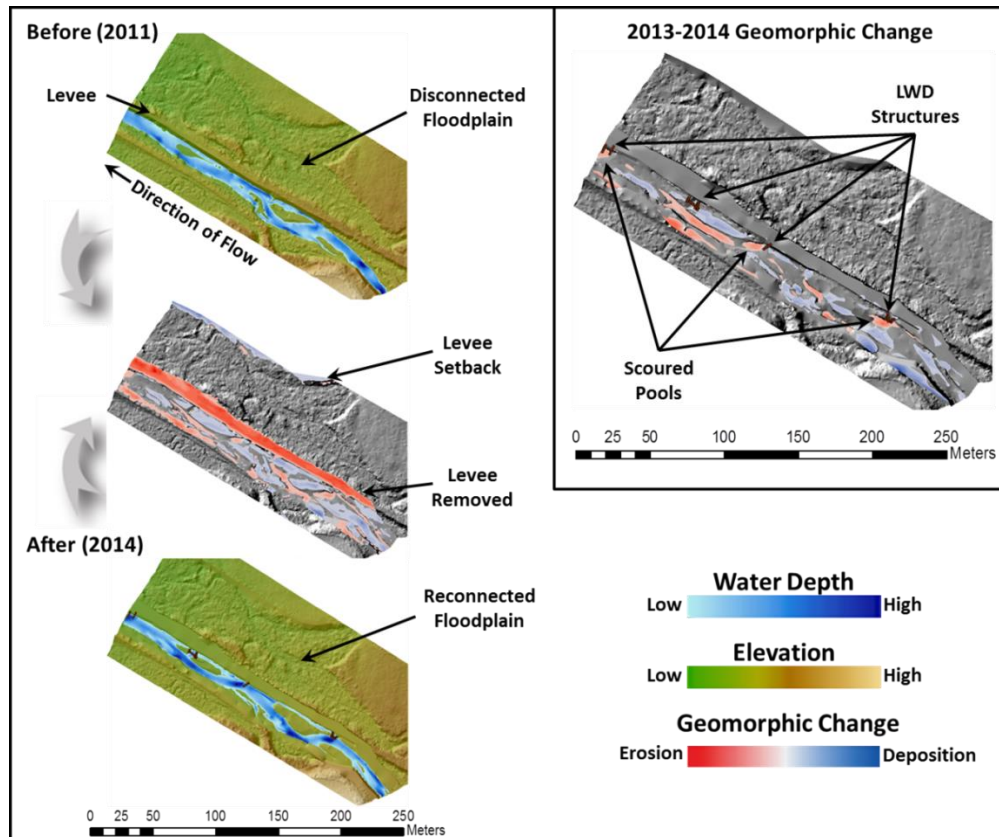 Before (2011)
Levee
Disconnected
Floodplain
Direction of Flow
Levee
Setback
Levee
Removed
After (2014)
Reconnected
Floodplain
0 25 50 100 150 200 250
Meters
2013-2014 Geomorphic Change
LWD
Structures
Scoured
Pools
0 25 50 100 150 200 250
Meters
Water Depth
Low High
Elevation
Low High
Geomorphic Change
Erosion Deposition